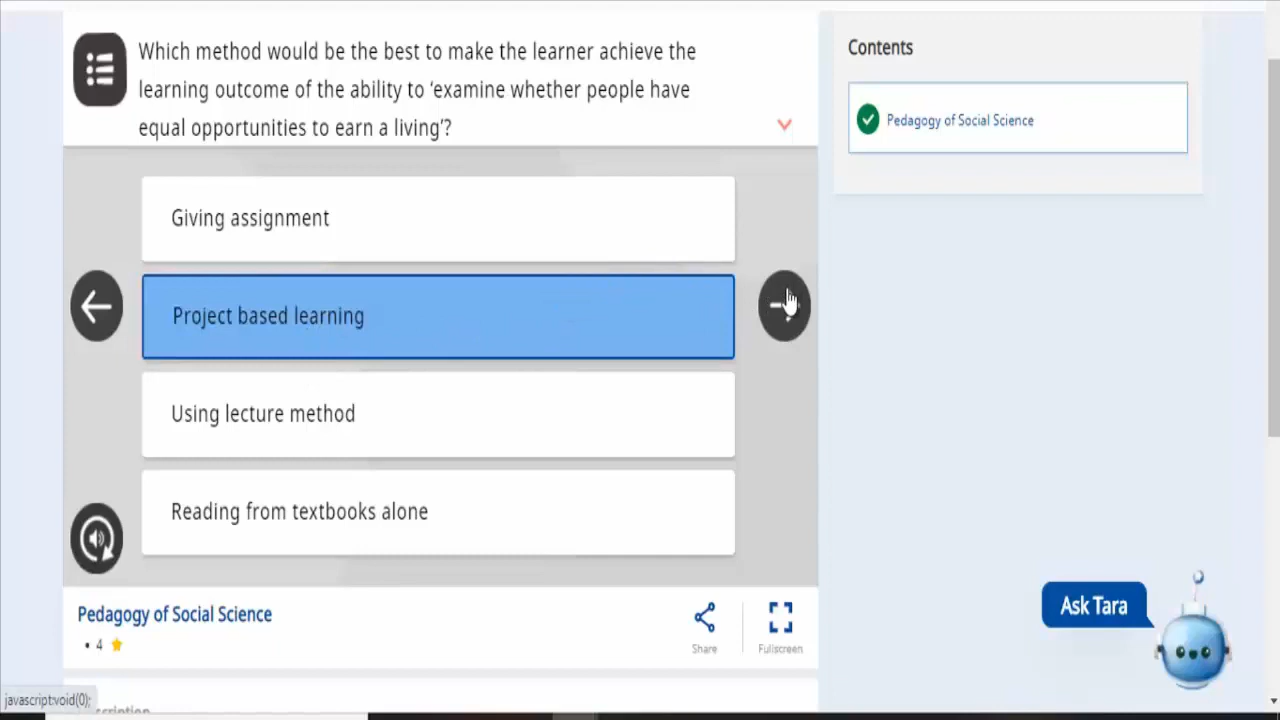 Which method would be the best to make the learner achieve the
learning outcome of the ability to ‘examine whether people have
equal opportunities to earn a living’?
Giving assignment
Project based learning
Using lecture method
Reading from textbooks alone
Pedagogy of Social Science
• 4
Share
Fullscreen
javascript:void(0);
Contents
Pedagogy of Social Science
Ask Tara